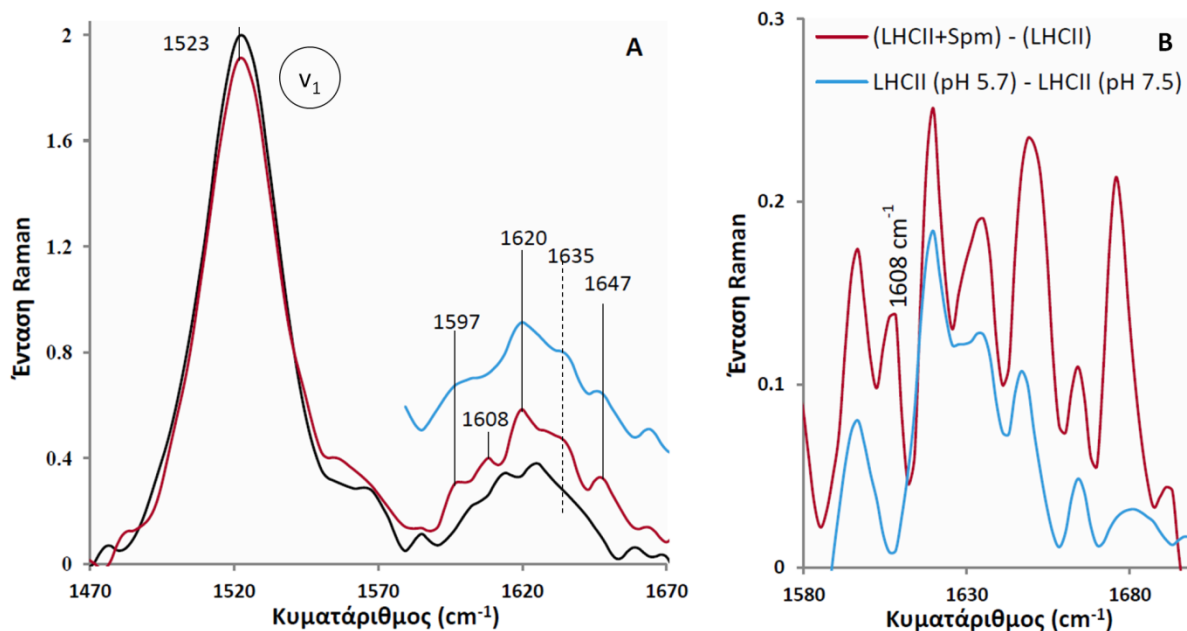 A
1523
ν₁
2
1.6
1.2
0.8
0.4
0
Ένταση Raman
1597
1608
1620
1635
1647
1470
1520
1570
1620
1670
Κυματάριθμος (cm⁻¹)
B
(LHCII+Spm) - (LHCII)
LHCII (pH 5.7) - LHCII (pH 7.5)
0.3
0.2
0.1
0
Ένταση Raman
1608 cm⁻¹
1580
1630
1680
Κυματάριθμος (cm⁻¹)